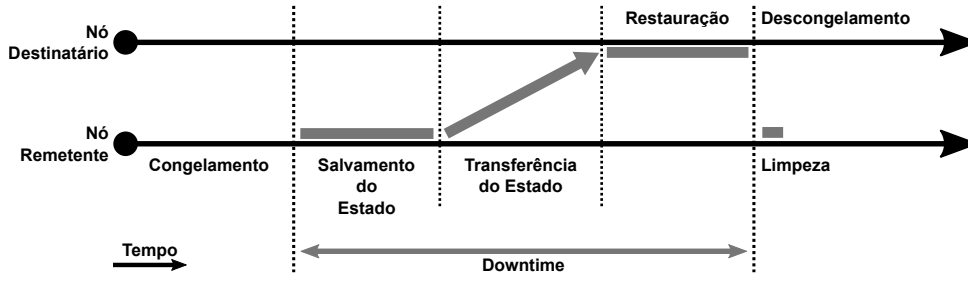 Restauração
Descongelamento
Nó
Destinatário
Nó
Remetente
Congelamento
Salvamento
do
Estado
Transferência
do Estado
Limpeza
Tempo
Downtime